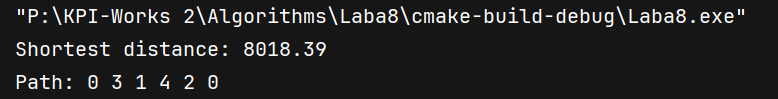 "P:\KPI-Works 2\Algorithms\Laba8\cmake-build-debug\Laba8.exe"
Shortest distance: 8018.39
Path: 0 3 1 4 2 0